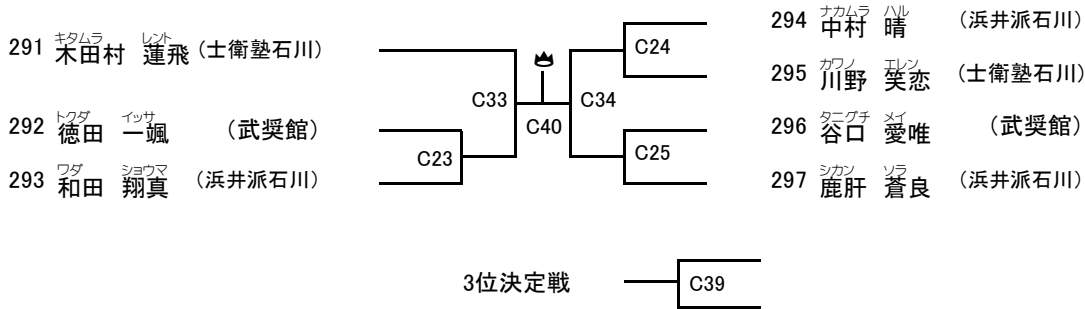 キタムラ レント
291 木田村 蓮飛 (士衛塾石川)
トクダ イッサ
292 徳田 一颯 (武奨館)
ワダ ショウマ
293 和田 翔真 (浜井派石川)
C33
C23
C40
C34
C24
C25
ナカムラ ハル
294 中村 晴 (浜井派石川)
カワノ エレン
295 川野 笑恋 (士衛塾石川)
タニグチ メイ
296 谷口 愛唯 (武奨館)
シカン ソラ
297 鹿肝 蒼良 (浜井派石川)
3位決定戦 C39